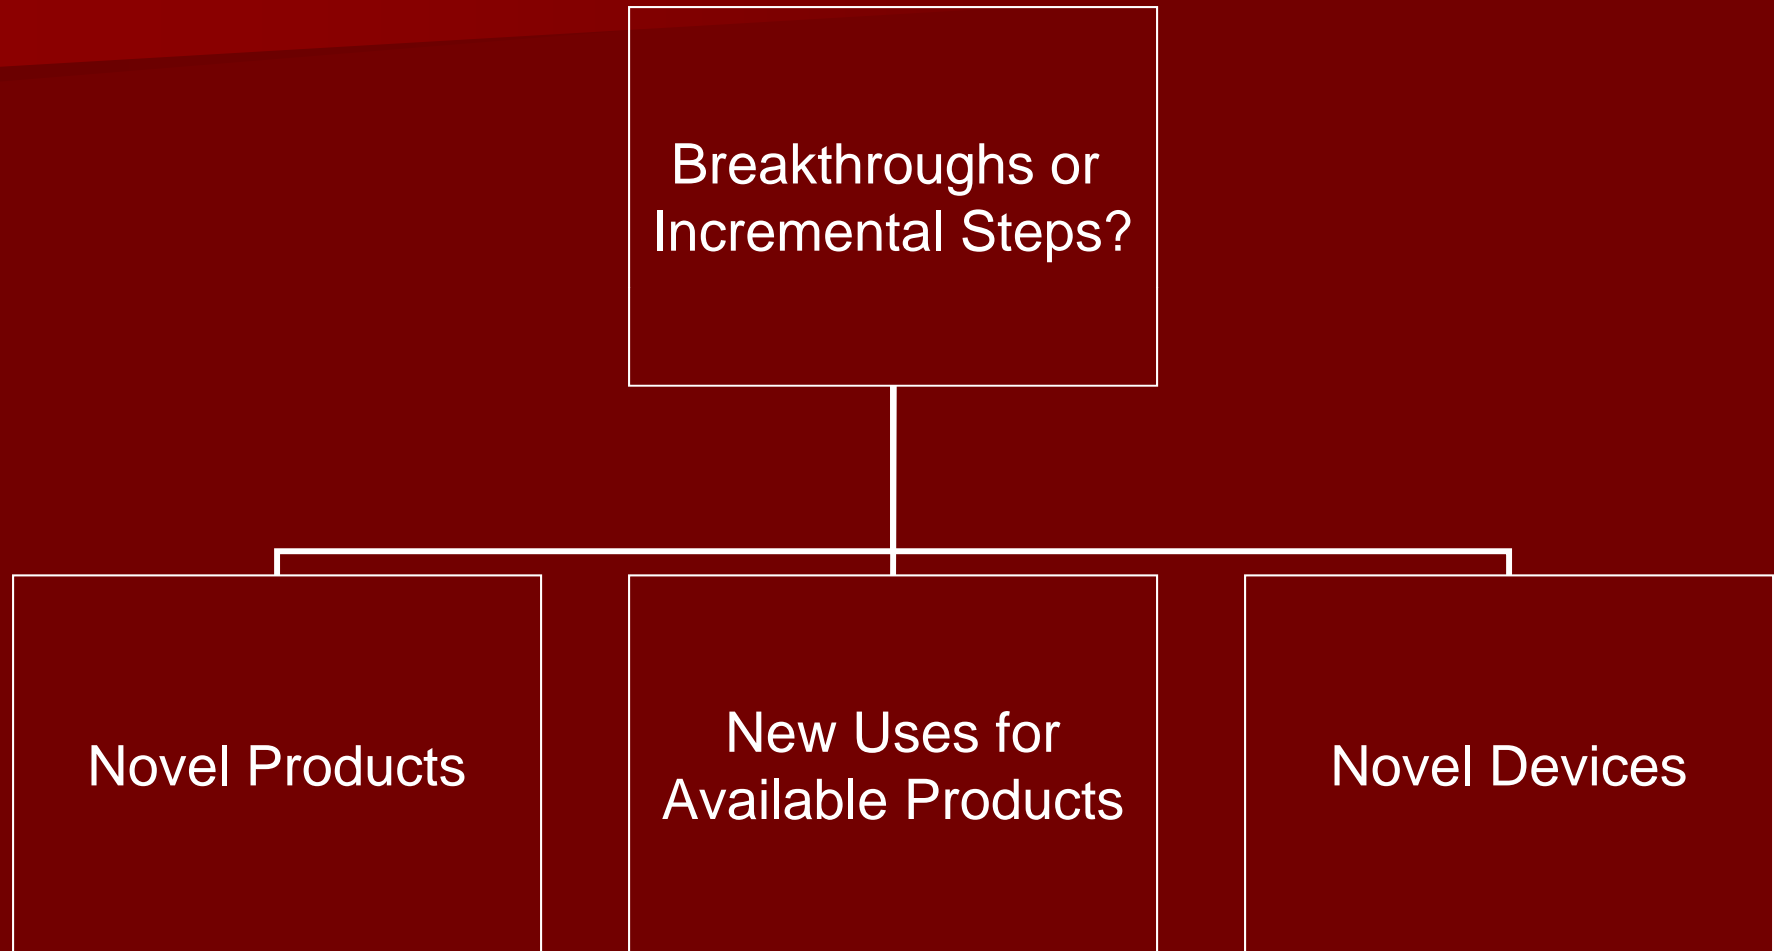 Breakthroughs or
Incremental Steps?
Novel Products
New Uses for
Available Products
Novel Devices